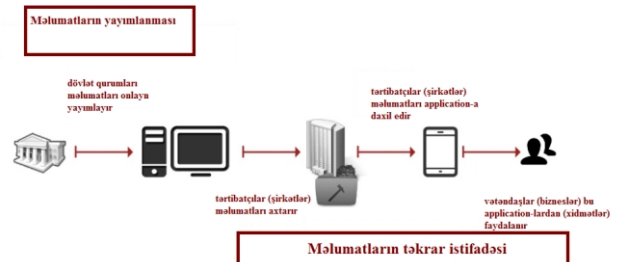 Məlumatların yayımlanması
dövlət qurumları
məlumatları onlayn
yayımlayır
tərtibatçılar (şirkətlər)
məlumatları application-a
daxil edir
tərtibatçılar (şirkətlər)
məlumatları axtarır
vətəndaşlar (bizneslər) bu
application-lardan (xidmətlər)
faydalanır
Məlumatların təkrar istifadəsi